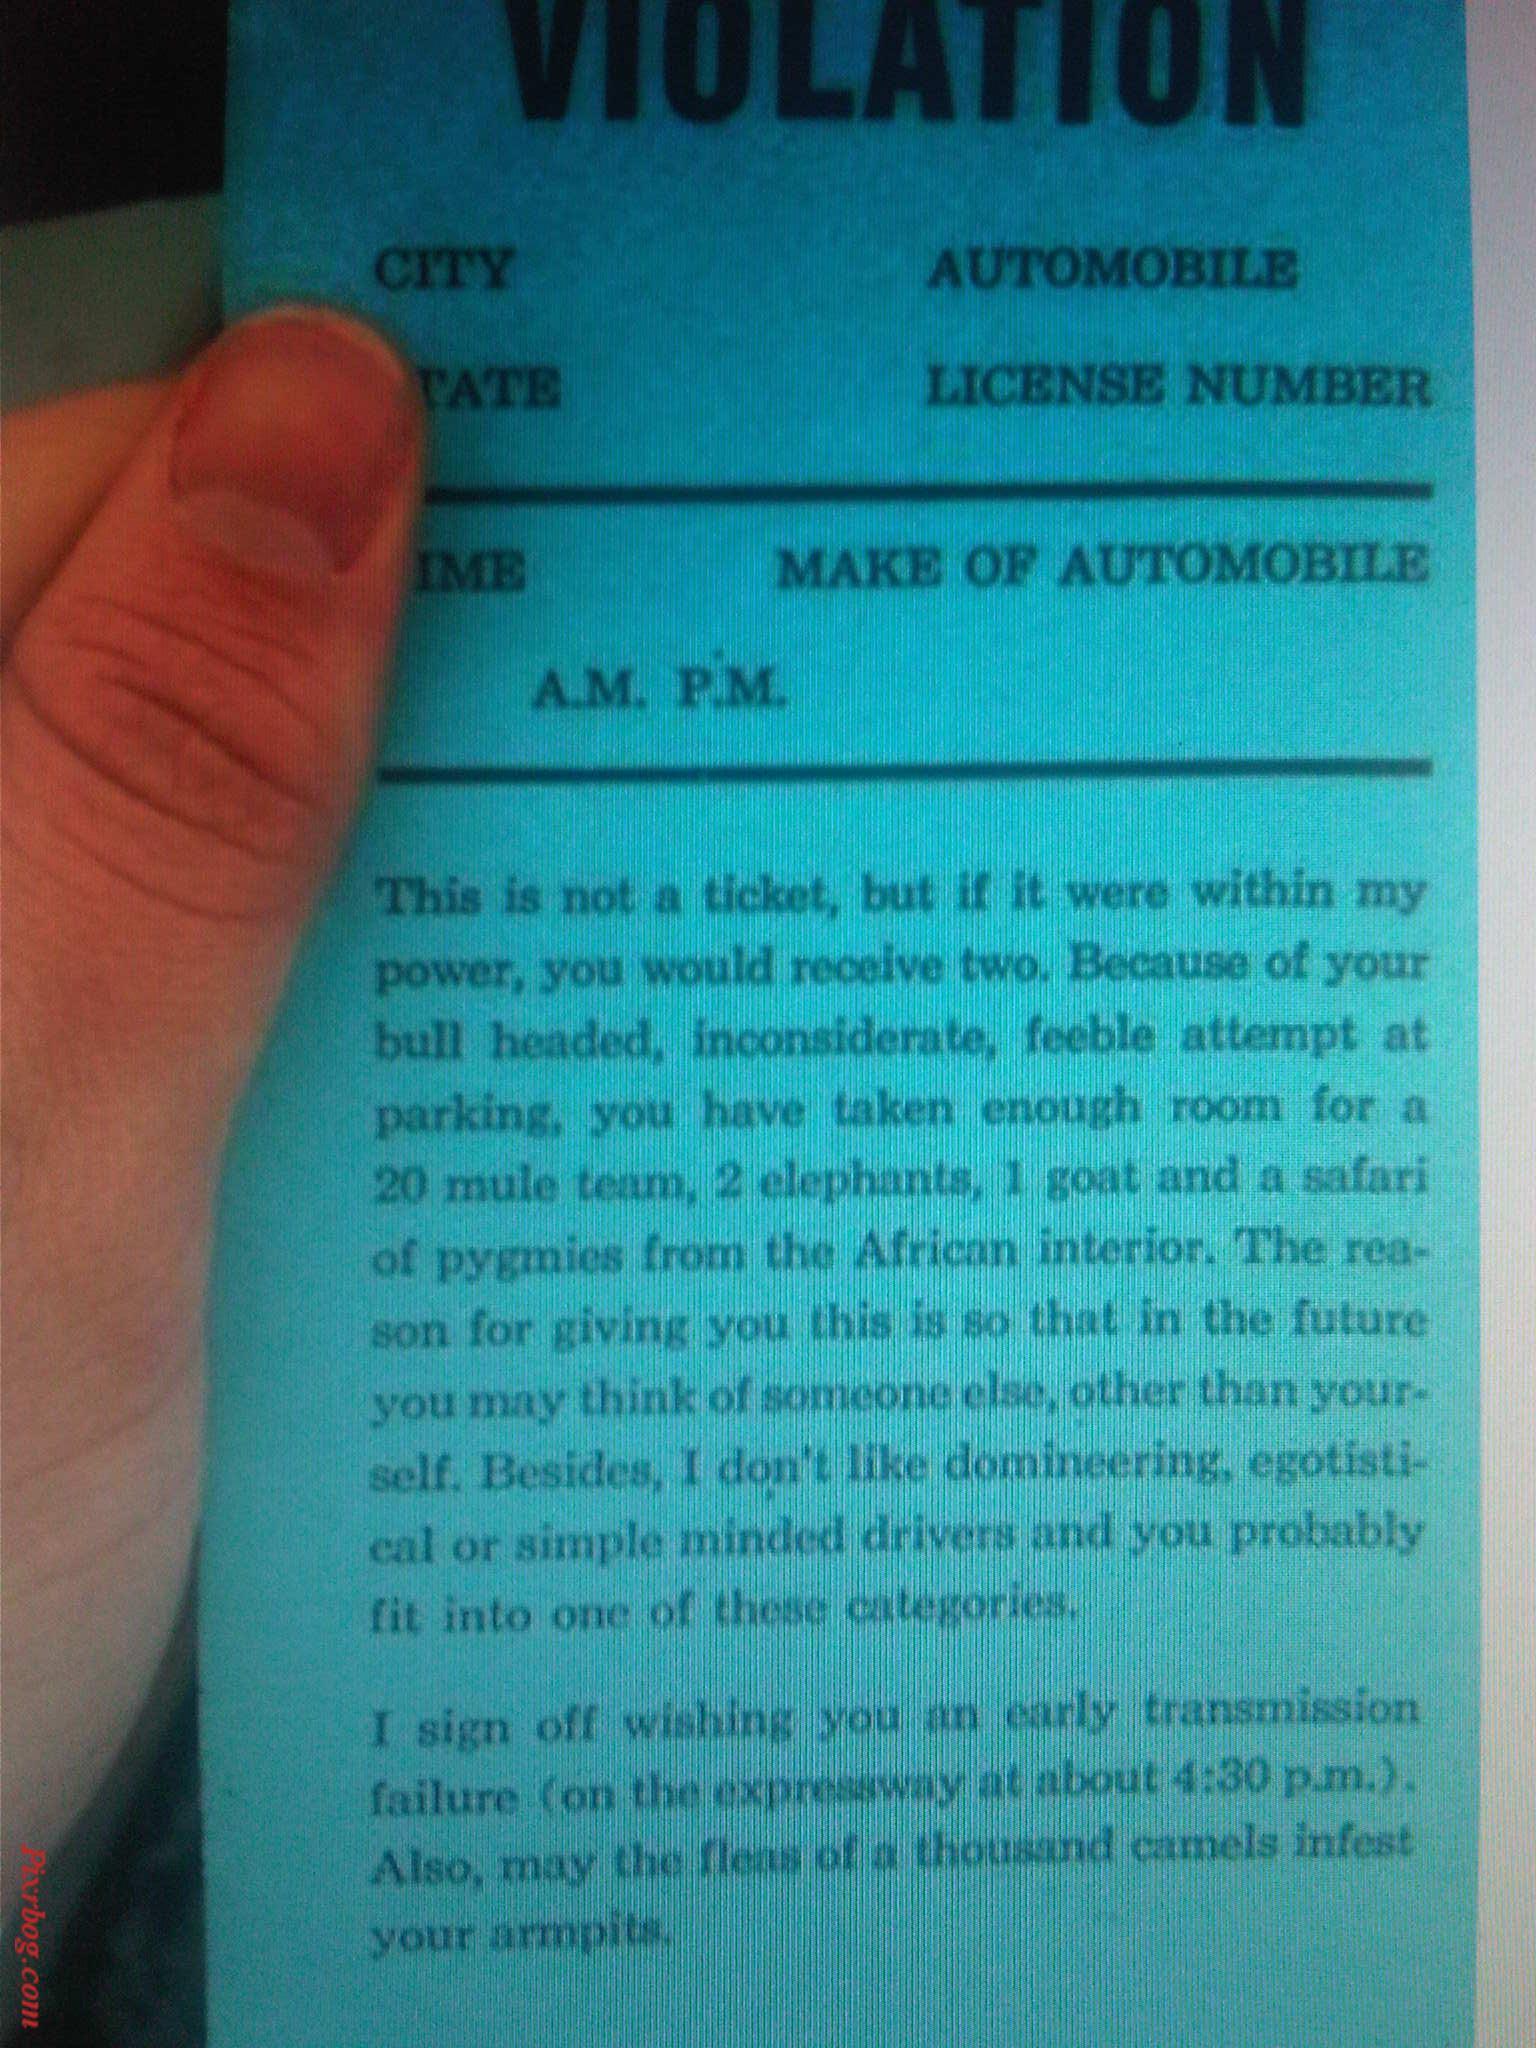 VIOLATION
CITY AUTOMOBILE
TATE LICENSE NUMBER
IME MAKE OF AUTOMOBILE
A.M. P.M.
This is not a ticket, but if it were within my
power, you would receive two. Because of your
bull headed, inconsiderate, feeble attempt at
parking, you have taken enough room for a
20 mule team, 2 elephants, 1 goat and a safari
of pygmies from the African interior. The rea-
son for giving you this is so that in the future
you may think of someone else, other than your-
self. Besides, I don't like domineering, egotisti-
cal or simple minded drivers and you probably
fit into one of these categories.
I sign off wishing you an early transmission
failure (on the expressway at about 4:30 p.m.).
Also, may the fleas of a thousand camels infest
your armpits.
Pixrbog.com